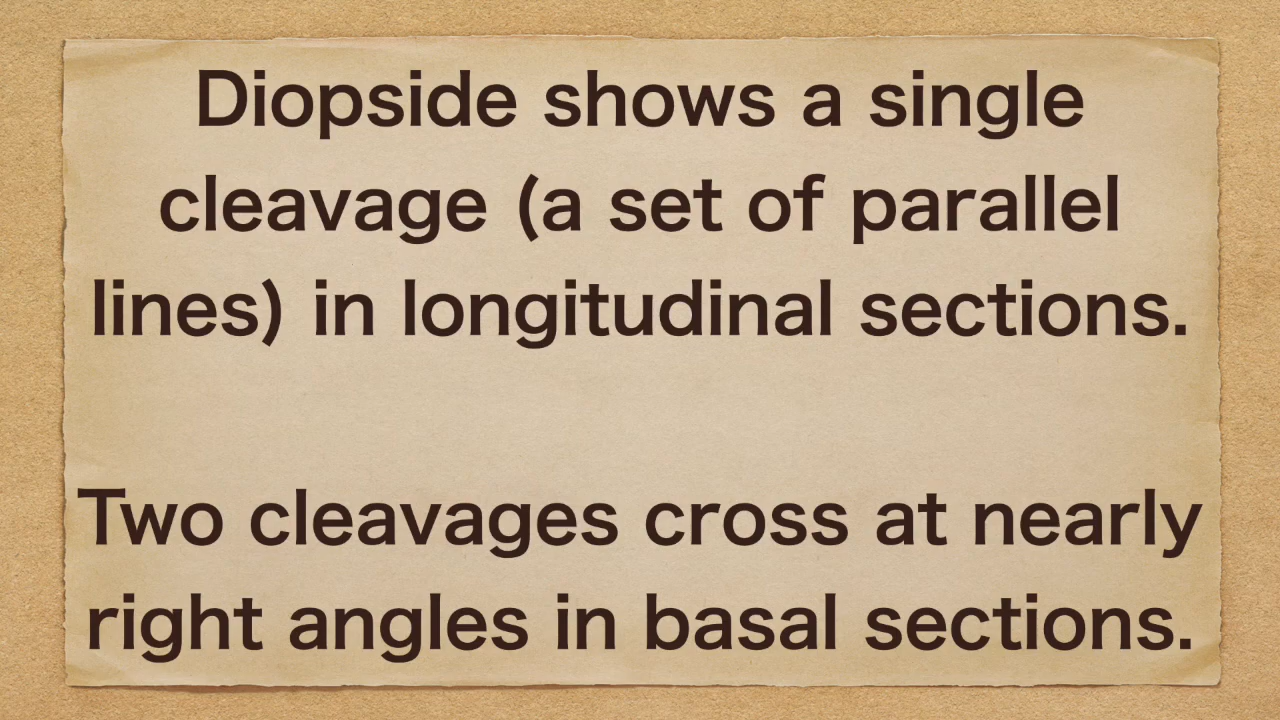 Diopside shows a single
cleavage (a set of parallel
lines) in longitudinal sections.
Two cleavages cross at nearly
right angles in basal sections.